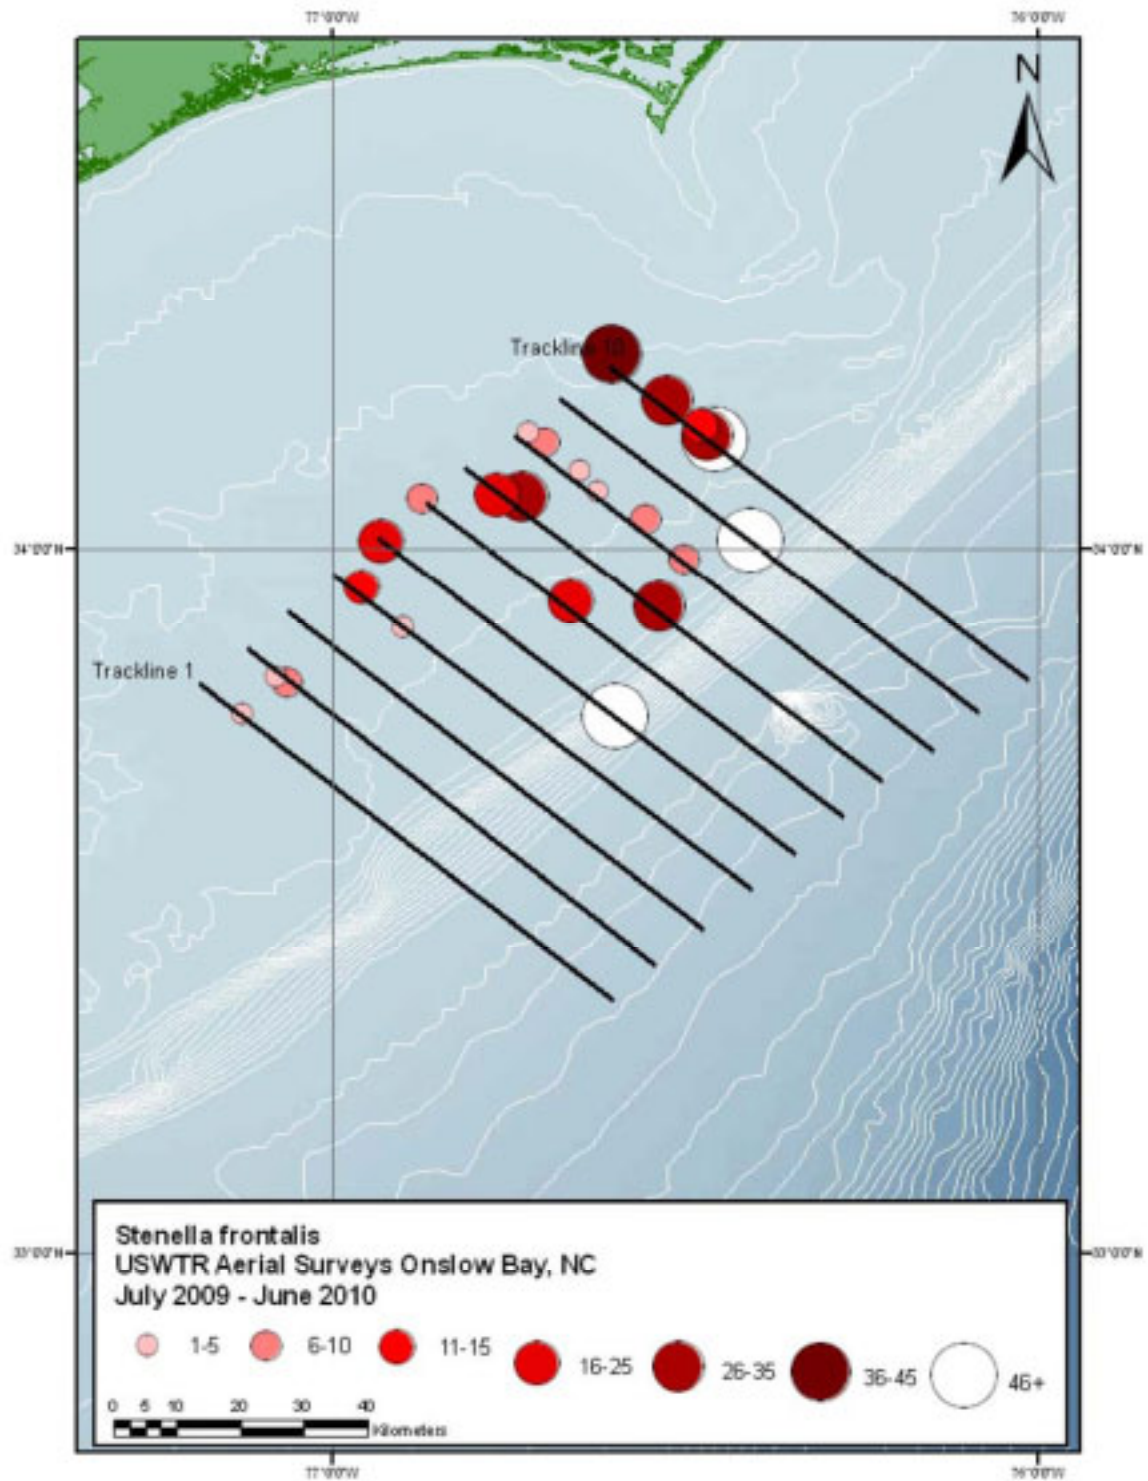 77°0'0"W 76°0'0"W
N
Trackline 10
34°0'0"N 34°0'0"N
Trackline 1
33°0'0"N 33°0'0"N
Stenella frontalis
USWTR Aerial Surveys Onslow Bay, NC
July 2009 - June 2010
1-5 6-10 11-15 16-25 26-35 36-45 46+
0 5 10 20 30 40
Kilometers
77°0'0"W 76°0'0"W